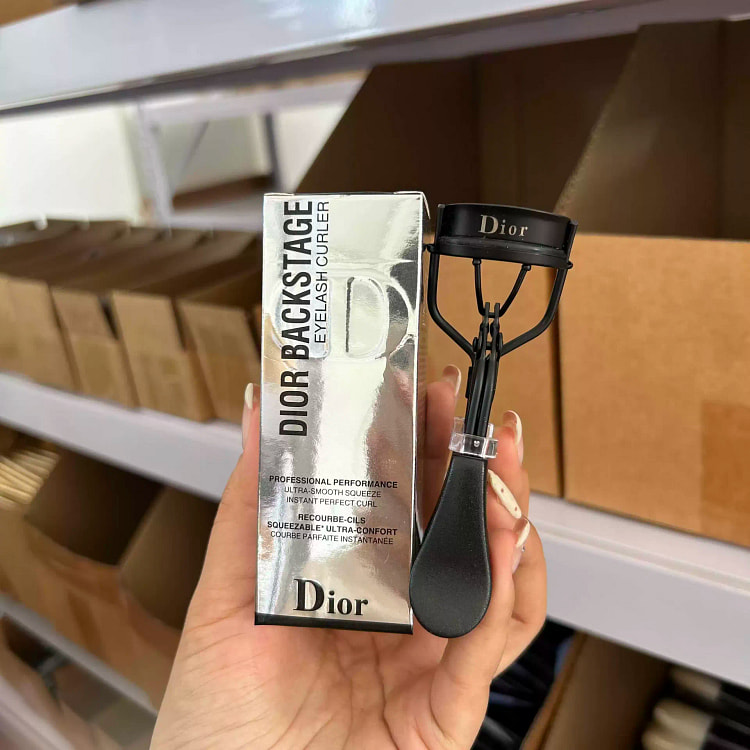 DIOR BACKSTAGE
EYELASH CURLER
CD
PROFESSIONAL PERFORMANCE
ULTRA-SMOOTH SQUEEZE
INSTANT PERFECT CURL
RECOURBE-CILS
SQUEEZABLE* ULTRA-CONFORT
COURBE PARFAITE INSTANTANÉE
Dior
Dior